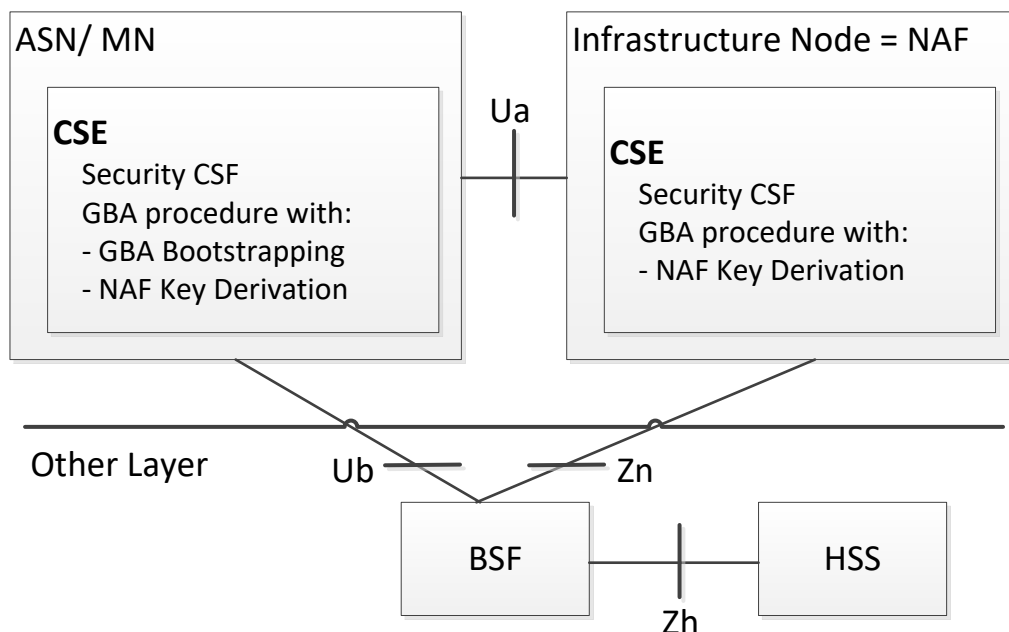 ASN/ MN
CSE
Security CSF
GBA procedure with:
- GBA Bootstrapping
- NAF Key Derivation
Ua
Infrastructure Node = NAF
CSE
Security CSF
GBA procedure with:
- NAF Key Derivation
Other Layer
Ub
Zn
BSF
Zh
HSS